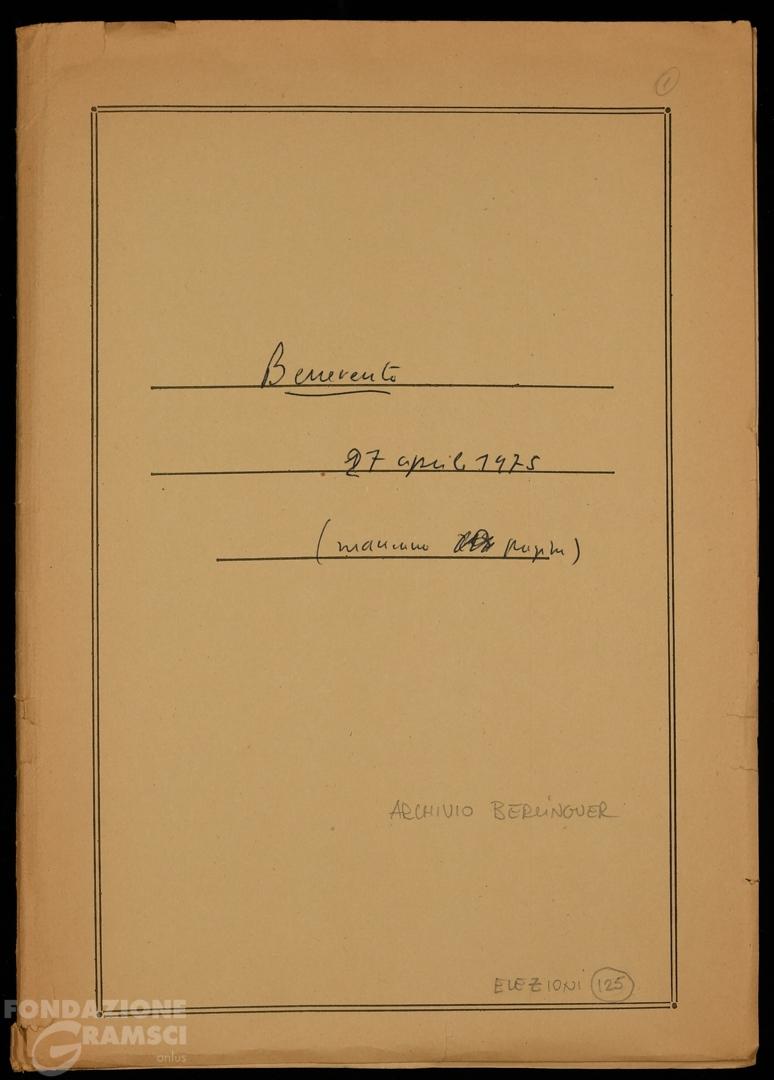 1
Benevento
27 aprile 1975
(mancano pagine)
ARCHIVIO BERLINGUER
ELEZIONI 125
FONDAZIONE
GRAMSCI
onlus